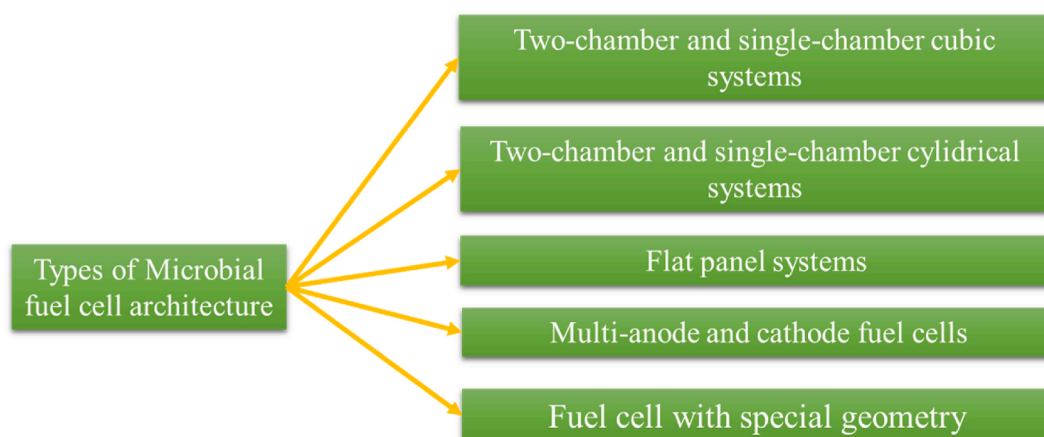 Two-chamber and single-chamber cubic
systems
Two-chamber and single-chamber cylidrical
systems
Types of Microbial
fuel cell architecture
Flat panel systems
Multi-anode and cathode fuel cells
Fuel cell with special geometry